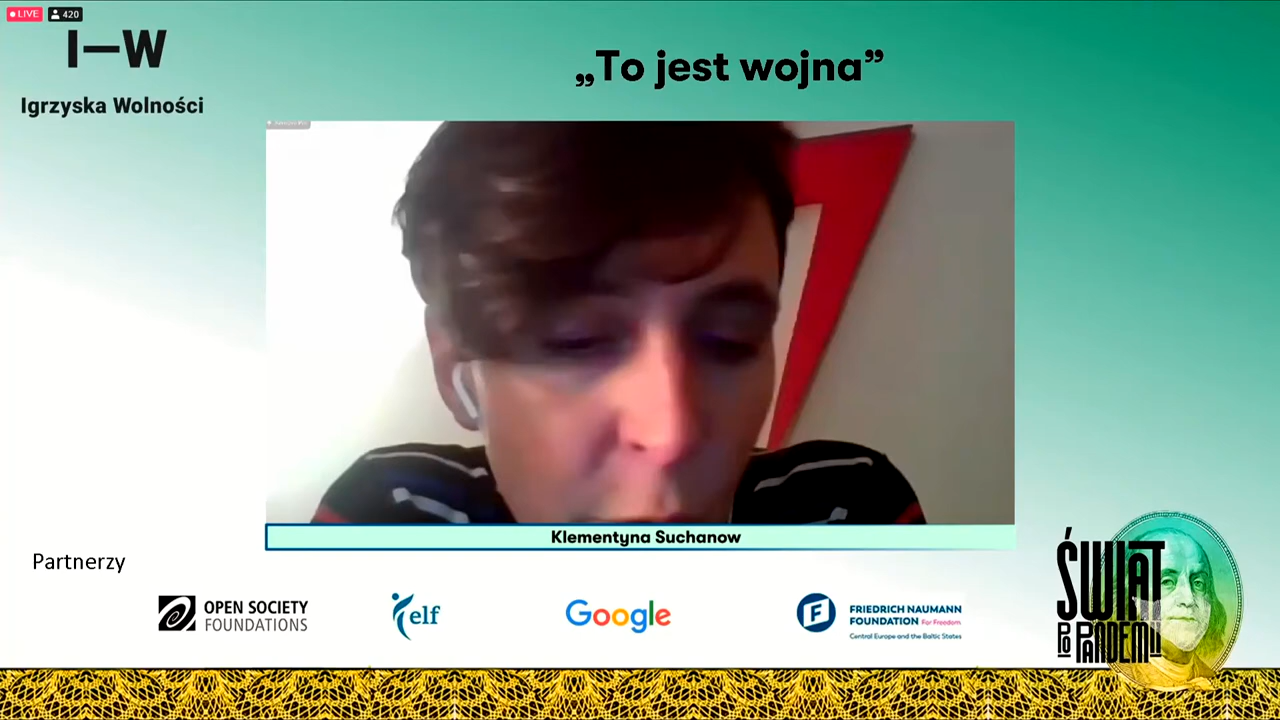 LIVE
420
I—W
Igrzyska Wolności
„To jest wojna”
Klementyna Suchanow
Partnerzy
OPEN SOCIETY
FOUNDATIONS
elf
Google
F
FRIEDRICH NAUMANN
FOUNDATION For Freedom
Central Europe and the Baltic States
ŚWIAT
PO PANDEMII